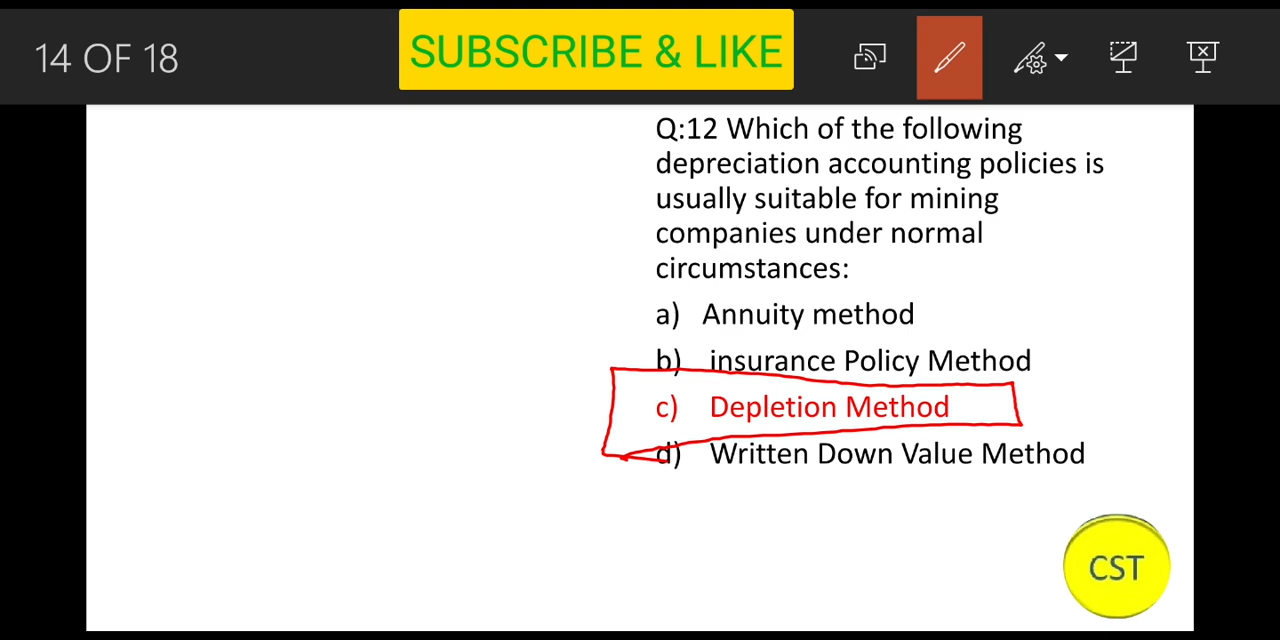 14 OF 18
SUBSCRIBE & LIKE
Q:12 Which of the following
depreciation accounting policies is
usually suitable for mining
companies under normal
circumstances:
a) Annuity method
b) insurance Policy Method
c) Depletion Method
d) Written Down Value Method
CST